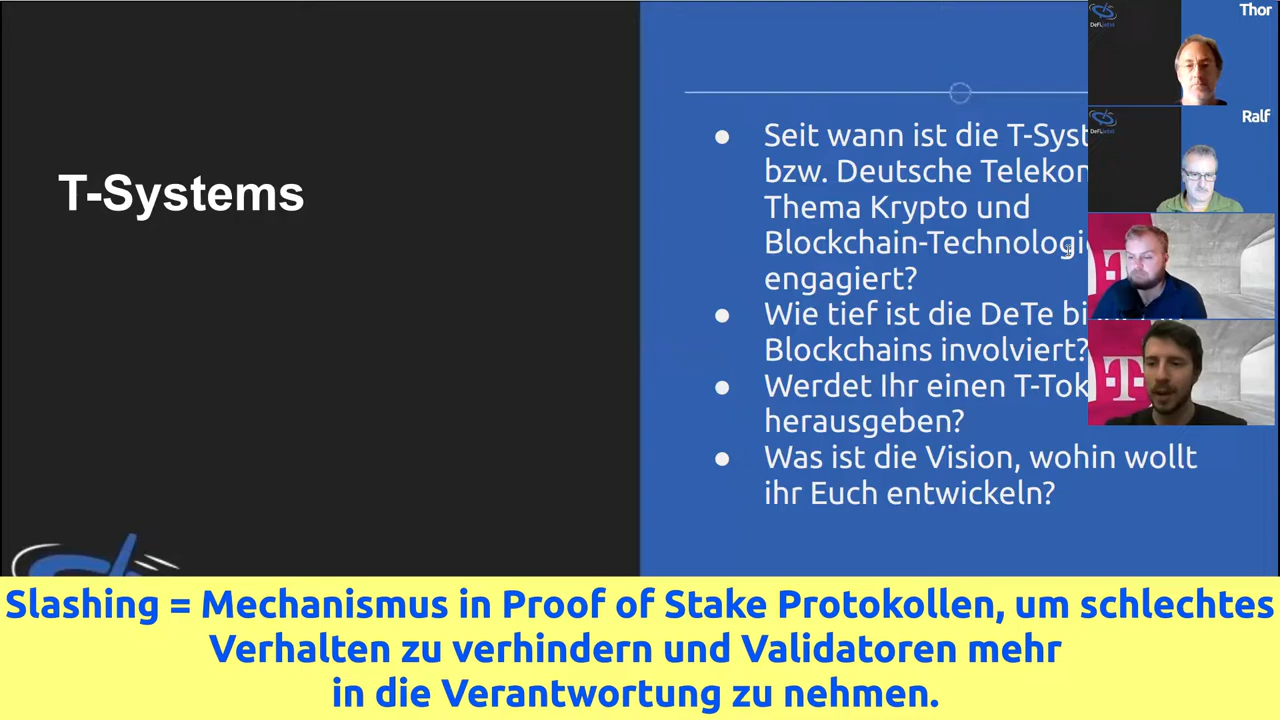 T-Systems
Seit wann ist die T-Syst
bzw. Deutsche Teleko
Thema Krypto und
Blockchain-Technologi
engagiert?
Wie tief ist die DeTe bi
Blockchains involviert?
Werdet Ihr einen T-Tok
herausgeben?
Was ist die Vision, wohin wollt
ihr Euch entwickeln?
Thor
Ralf
Slashing = Mechanismus in Proof of Stake Protokollen, um schlechtes
Verhalten zu verhindern und Validatoren mehr
in die Verantwortung zu nehmen.